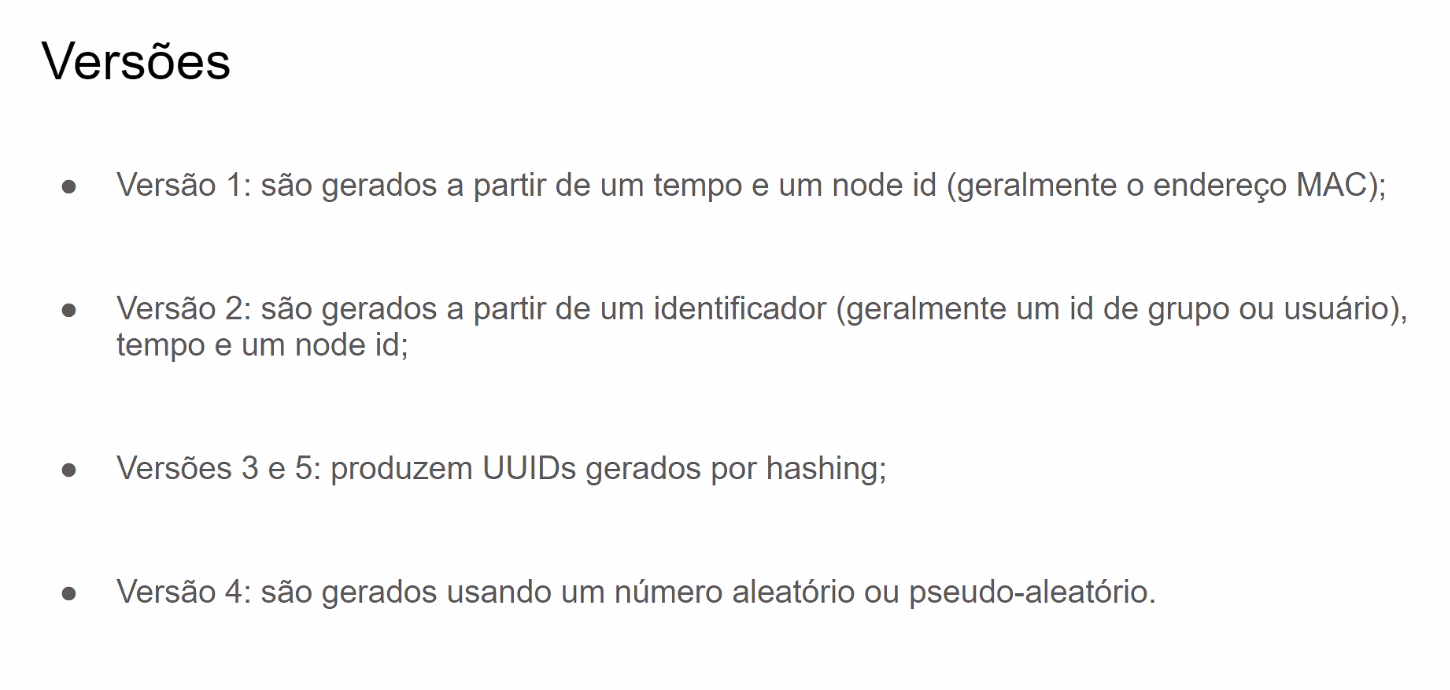 Versões
● Versão 1: são gerados a partir de um tempo e um node id (geralmente o endereço MAC);
● Versão 2: são gerados a partir de um identificador (geralmente um id de grupo ou usuário),
tempo e um node id;
● Versões 3 e 5: produzem UUIDs gerados por hashing;
● Versão 4: são gerados usando um número aleatório ou pseudo-aleatório.